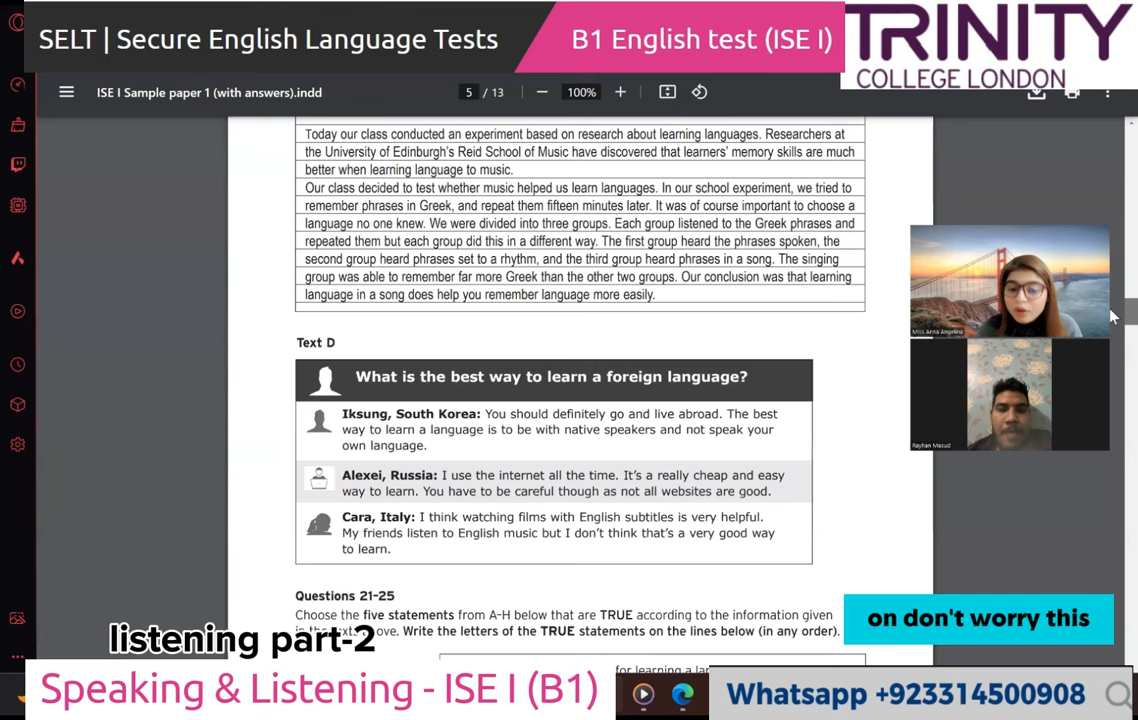 SELT | Secure English Language Tests
B1 English test (ISE I)
TRINITY
COLLEGE LONDON
ISE I Sample paper 1 (with answers).indd
5 / 13
100%
Today our class conducted an experiment based on research about learning languages. Researchers at
the University of Edinburgh's Reid School of Music have discovered that learners' memory skills are much
better when learning language to music.
Our class decided to test whether music helped us learn languages. In our school experiment, we tried to
remember phrases in Greek, and repeat them fifteen minutes later. It was of course important to choose a
language no one knew. We were divided into three groups. Each group listened to the Greek phrases and
repeated them but each group did this in a different way. The first group heard the phrases spoken, the
second group heard phrases set to a rhythm, and the third group heard phrases in a song. The singing
group was able to remember far more Greek than the other two groups. Our conclusion was that learning
language in a song does help you remember language more easily.
Text D
What is the best way to learn a foreign language?
Iksung, South Korea: You should definitely go and live abroad. The best
way to learn a language is to be with native speakers and not speak your
own language.
Alexei, Russia: I use the internet all the time. It's a really cheap and easy
way to learn. You have to be careful though as not all websites are good.
Cara, Italy: I think watching films with English subtitles is very helpful.
My friends listen to English music but I don't think that's a very good way
to learn.
Questions 21-25
Choose the five statements from A–H below that are TRUE according to the information given
ove. Write the letters of the TRUE statements on the lines below (in any order).
for learning a la
Miss Anna Angelina
Rayhan Masud
on don't worry this
listening part-2
Speaking & Listening - ISE I (B1)
Whatsapp +923314500908